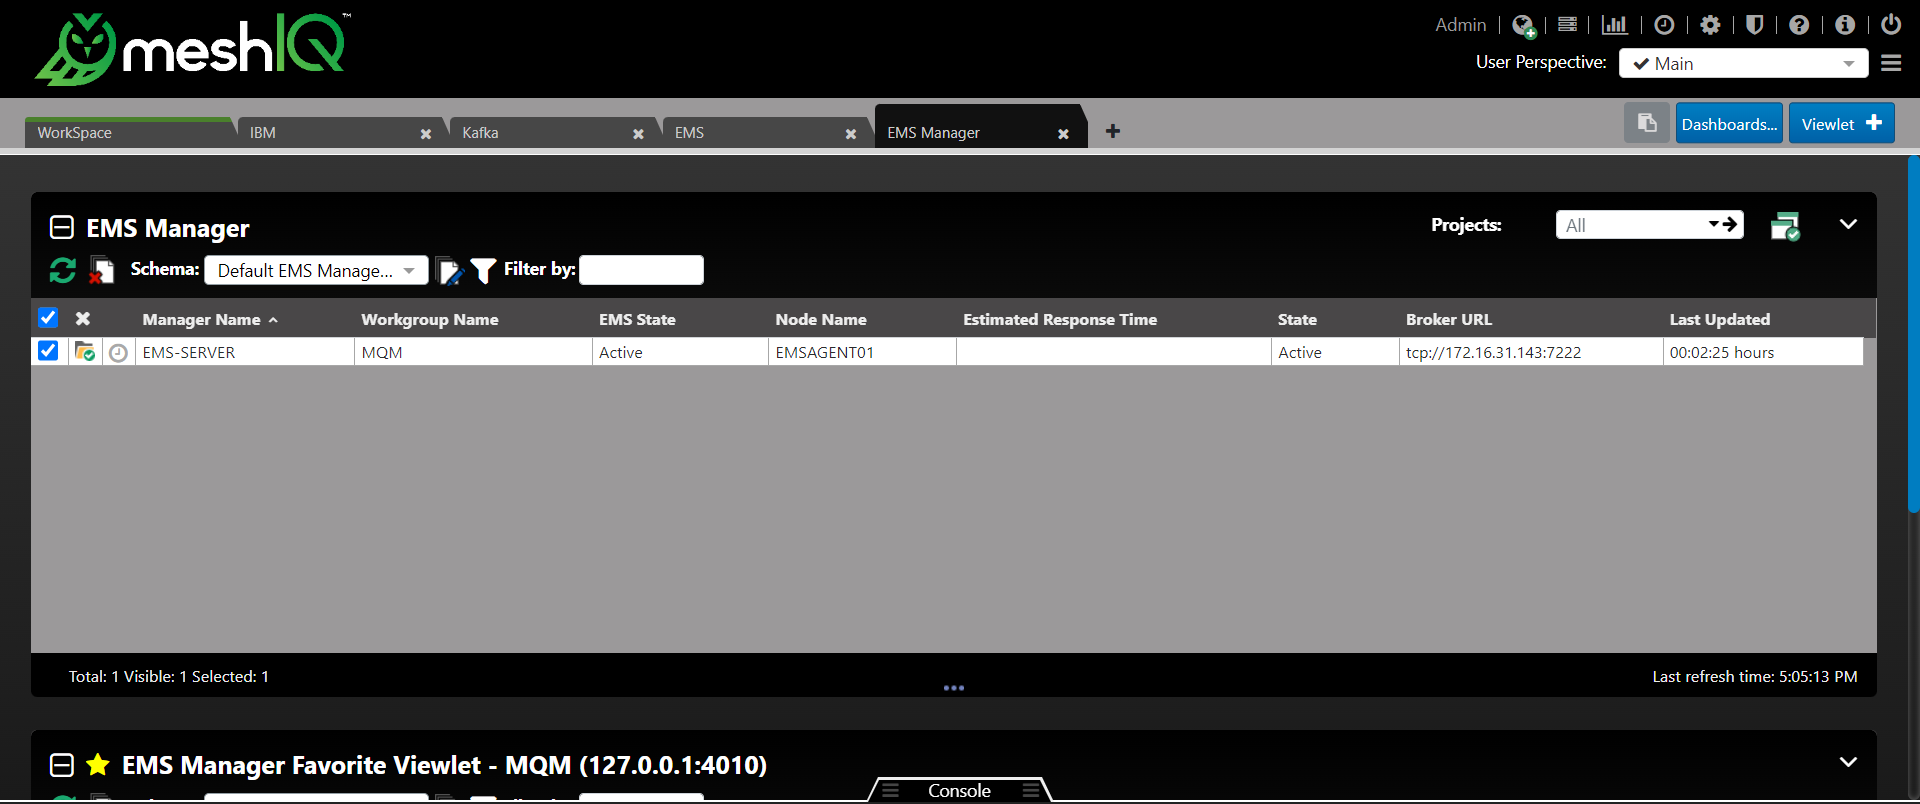 meshIQ™
Admin
User Perspective: Main
WorkSpace IBM Kafka EMS EMS Manager
Dashboards... Viewlet
EMS Manager
Projects: All
Schema: Default EMS Manage... Filter by:
Manager Name Workgroup Name EMS State Node Name Estimated Response Time State Broker URL Last Updated
EMS-SERVER MQM Active EMSAGENT01 Active tcp://172.16.31.143:7222 00:02:25 hours
Total: 1 Visible: 1 Selected: 1
Last refresh time: 5:05:13 PM
EMS Manager Favorite Viewlet - MQM (127.0.0.1:4010)
Console